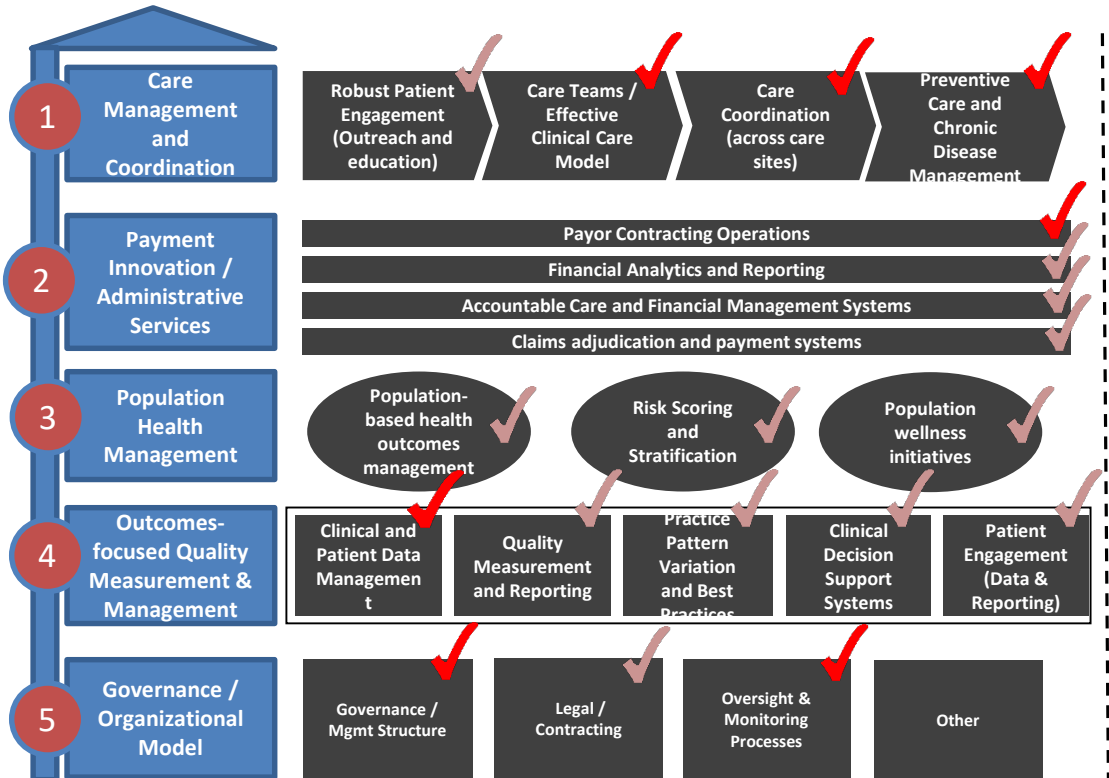 1
Care
Management
and
Coordination
Robust Patient
Engagement
(Outreach and
education)
Care Teams /
Effective
Clinical Care
Model
Care
Coordination
(across care
sites)
Preventive
Care and
Chronic
Disease
Management
2
Payment
Innovation /
Administrative
Services
Payor Contracting Operations
Financial Analytics and Reporting
Accountable Care and Financial Management Systems
Claims adjudication and payment systems
3
Population
Health
Management
Population-
based health
outcomes
management
Risk Scoring
and
Stratification
Population
wellness
initiatives
4
Outcomes-
focused Quality
Measurement &
Management
Clinical and
Patient Data
Managemen
t
Quality
Measurement
and Reporting
Practice
Pattern
Variation
and Best
Practices
Clinical
Decision
Support
Systems
Patient
Engagement
(Data &
Reporting)
5
Governance /
Organizational
Model
Governance /
Mgmt Structure
Legal /
Contracting
Oversight &
Monitoring
Processes
Other